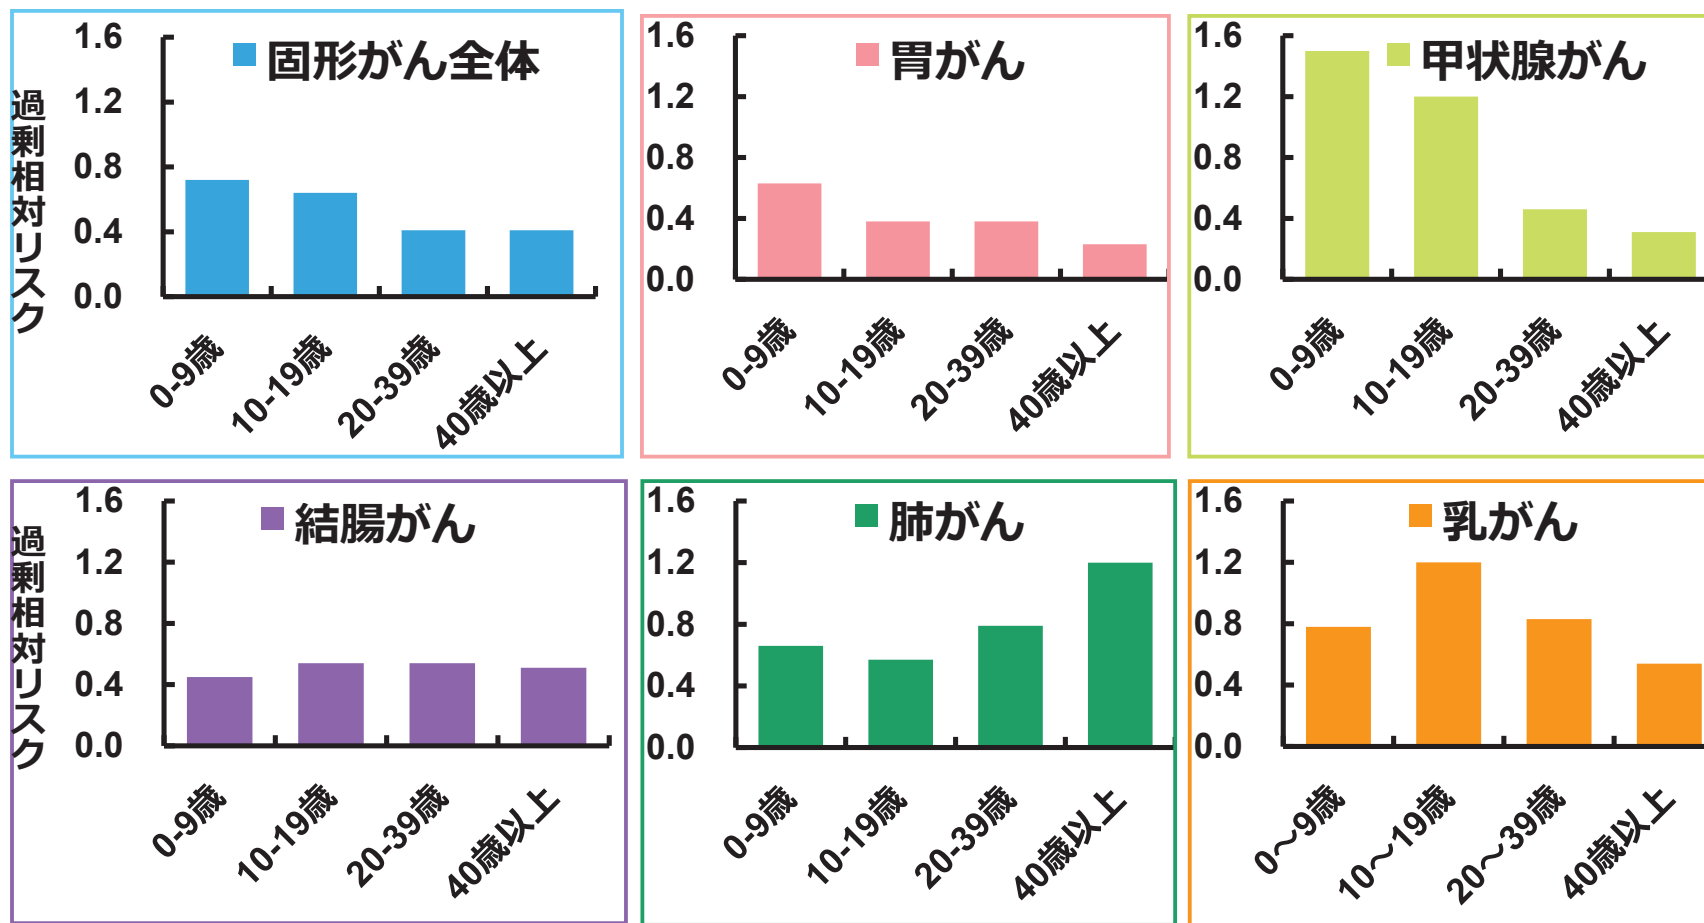 固形がん全体
過剰相対リスク
1.6
1.2
0.8
0.4
0.0
0-9歳
10-19歳
20-39歳
40歳以上
胃がん
1.6
1.2
0.8
0.4
0.0
0-9歳
10-19歳
20-39歳
40歳以上
甲状腺がん
1.6
1.2
0.8
0.4
0.0
0-9歳
10-19歳
20-39歳
40歳以上
結腸がん
過剰相対リスク
1.6
1.2
0.8
0.4
0.0
0-9歳
10-19歳
20-39歳
40歳以上
肺がん
1.6
1.2
0.8
0.4
0.0
0-9歳
10-19歳
20-39歳
40歳以上
乳がん
1.6
1.2
0.8
0.4
0.0
0～9歳
10～19歳
20～39歳
40歳以上